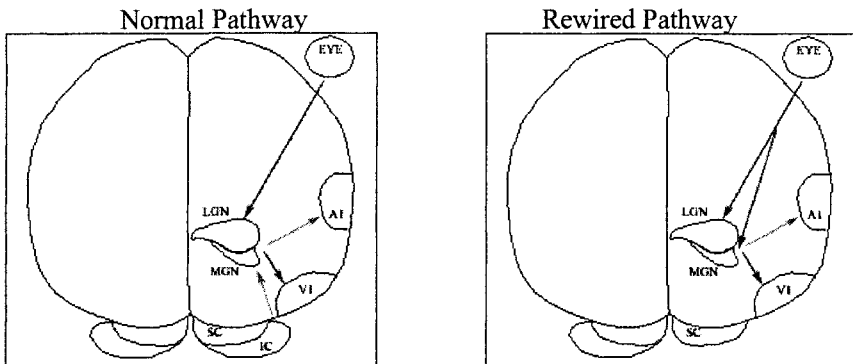 Normal Pathway
EYE
LGN
A1
MGN
V1
SC
IC
Rewired Pathway
EYE
LGN
A1
MGN
V1
SC